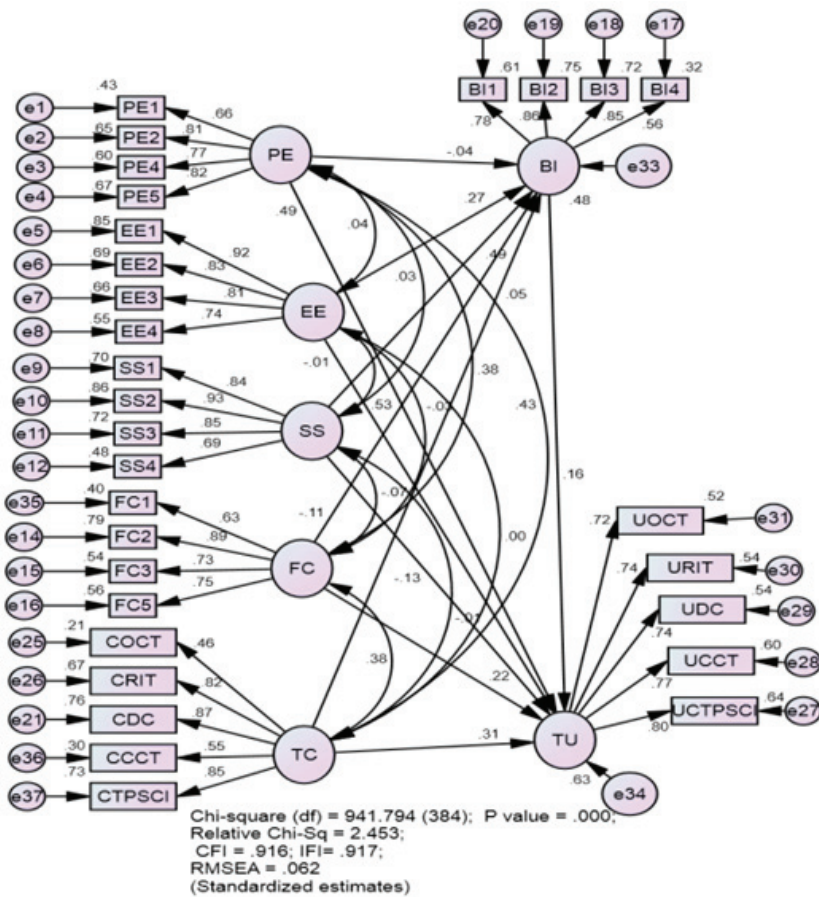 e20 e19 e18 e17
.61 .75 .72 .32
BI1 BI2 BI3 BI4
.78 .86 .85 .56
.43
e1 PE1 .66
e2 .65 PE2 .81
e3 .60 PE4 .77
e4 .67 PE5 .82
PE -.04 BI e33
.48
.49 .04 .27
e5 .85 EE1 .92
e6 .69 EE2 .83
e7 .66 EE3 .81
e8 .55 EE4 .74
EE .03 .49 .05
-.01 .38
e9 .70 SS1 .84
e10 .86 SS2 .93
e11 .72 SS3 .85
e12 .48 SS4 .69
SS .53 -.03 .43
e35 .40 FC1 .63
e14 .79 FC2 .89
e15 .54 FC3 .73
e16 .56 FC5 .75
FC -.11 -.07 .16
.00
-.13
-.01
.38 .22
.72 UOCT .52 e31
.74 URIT .54 e30
.74 UDC .54 e29
.77 UCCT .60 e28
.80 UCTPSCI .64 e27
e25 .21 COCT .46
e26 .67 CRIT .82
e21 .76 CDC .87
e36 .30 CCCT .55
e37 .73 CTPSCI .85
TC .31 TU
.63 e34
Chi-square (df) = 941.794 (384); P value = .000;
Relative Chi-Sq = 2.453;
CFI = .916; IFI= .917;
RMSEA = .062
(Standardized estimates)